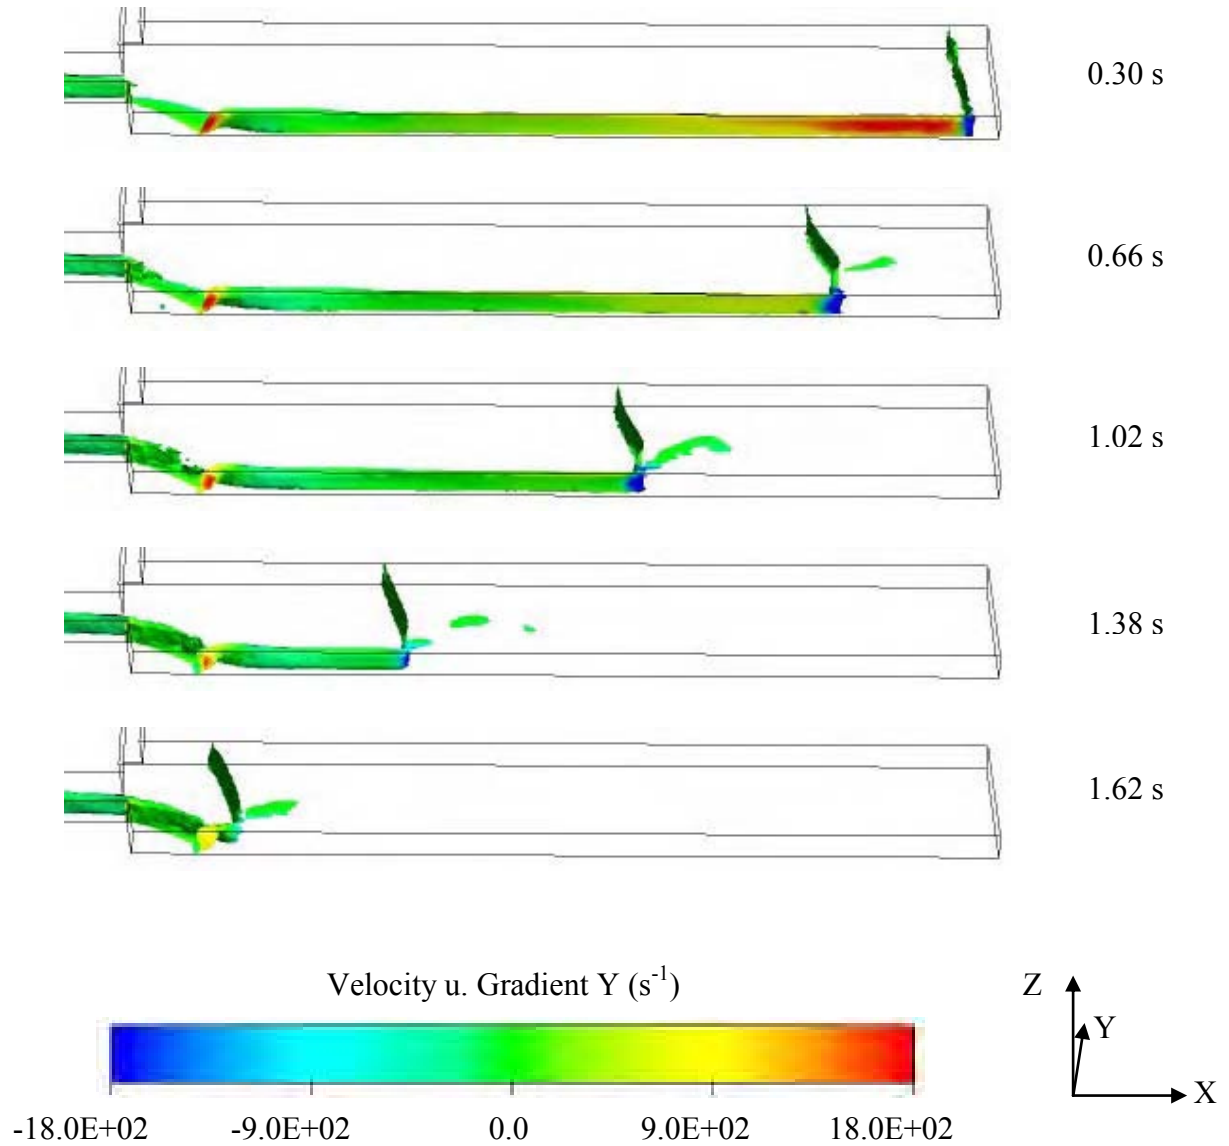 0.30 s
0.66 s
1.02 s
1.38 s
1.62 s
Velocity u. Gradient Y (s⁻¹)
Z
Y
X
-18.0E+02 -9.0E+02 0.0 9.0E+02 18.0E+02